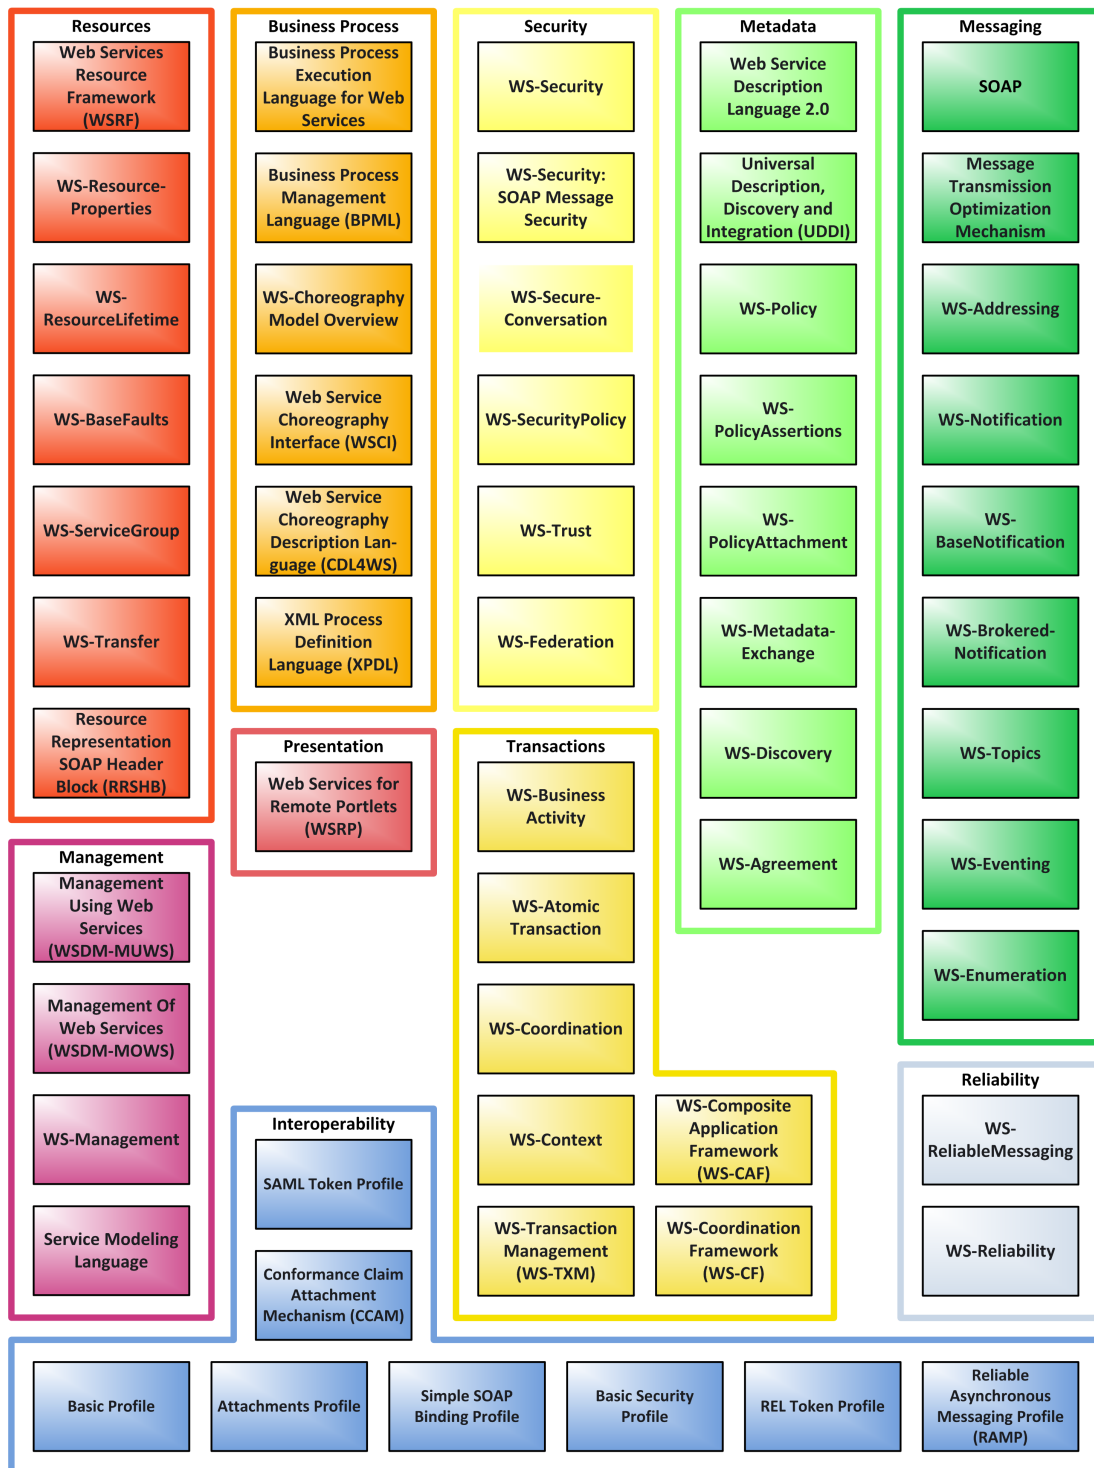 Resources
Web Services
Resource
Framework
(WSRF)
WS-Resource-
Properties
WS-
ResourceLifetime
WS-BaseFaults
WS-ServiceGroup
WS-Transfer
Resource
Representation
SOAP Header
Block (RRSHB)
Business Process
Business Process
Execution
Language for Web
Services
Business Process
Management
Language (BPML)
WS-Choreography
Model Overview
Web Service
Choreography
Interface (WSCI)
Web Service
Choreography
Description Lan-
guage (CDL4WS)
XML Process
Definition
Language (XPDL)
Security
WS-Security
WS-Security:
SOAP Message
Security
WS-Secure-
Conversation
WS-SecurityPolicy
WS-Trust
WS-Federation
Metadata
Web Service
Description
Language 2.0
Universal
Description,
Discovery and
Integration (UDDI)
WS-Policy
WS-
PolicyAssertions
WS-
PolicyAttachment
WS-Metadata-
Exchange
WS-Discovery
WS-Agreement
Messaging
SOAP
Message
Transmission
Optimization
Mechanism
WS-Addressing
WS-Notification
WS-
BaseNotification
WS-Brokered-
Notification
WS-Topics
WS-Eventing
WS-Enumeration
Management
Management
Using Web
Services
(WSDM-MUWS)
Management Of
Web Services
(WSDM-MOWS)
WS-Management
Service Modeling
Language
Presentation
Web Services for
Remote Portlets
(WSRP)
Transactions
WS-Business
Activity
WS-Atomic
Transaction
WS-Coordination
WS-Context
WS-Composite
Application
Framework
(WS-CAF)
WS-Transaction
Management
(WS-TXM)
WS-Coordination
Framework
(WS-CF)
Reliability
WS-
ReliableMessaging
WS-Reliability
Interoperability
SAML Token Profile
Conformance Claim
Attachment
Mechanism (CCAM)
Basic Profile
Attachments Profile
Simple SOAP
Binding Profile
Basic Security
Profile
REL Token Profile
Reliable
Asynchronous
Messaging Profile
(RAMP)